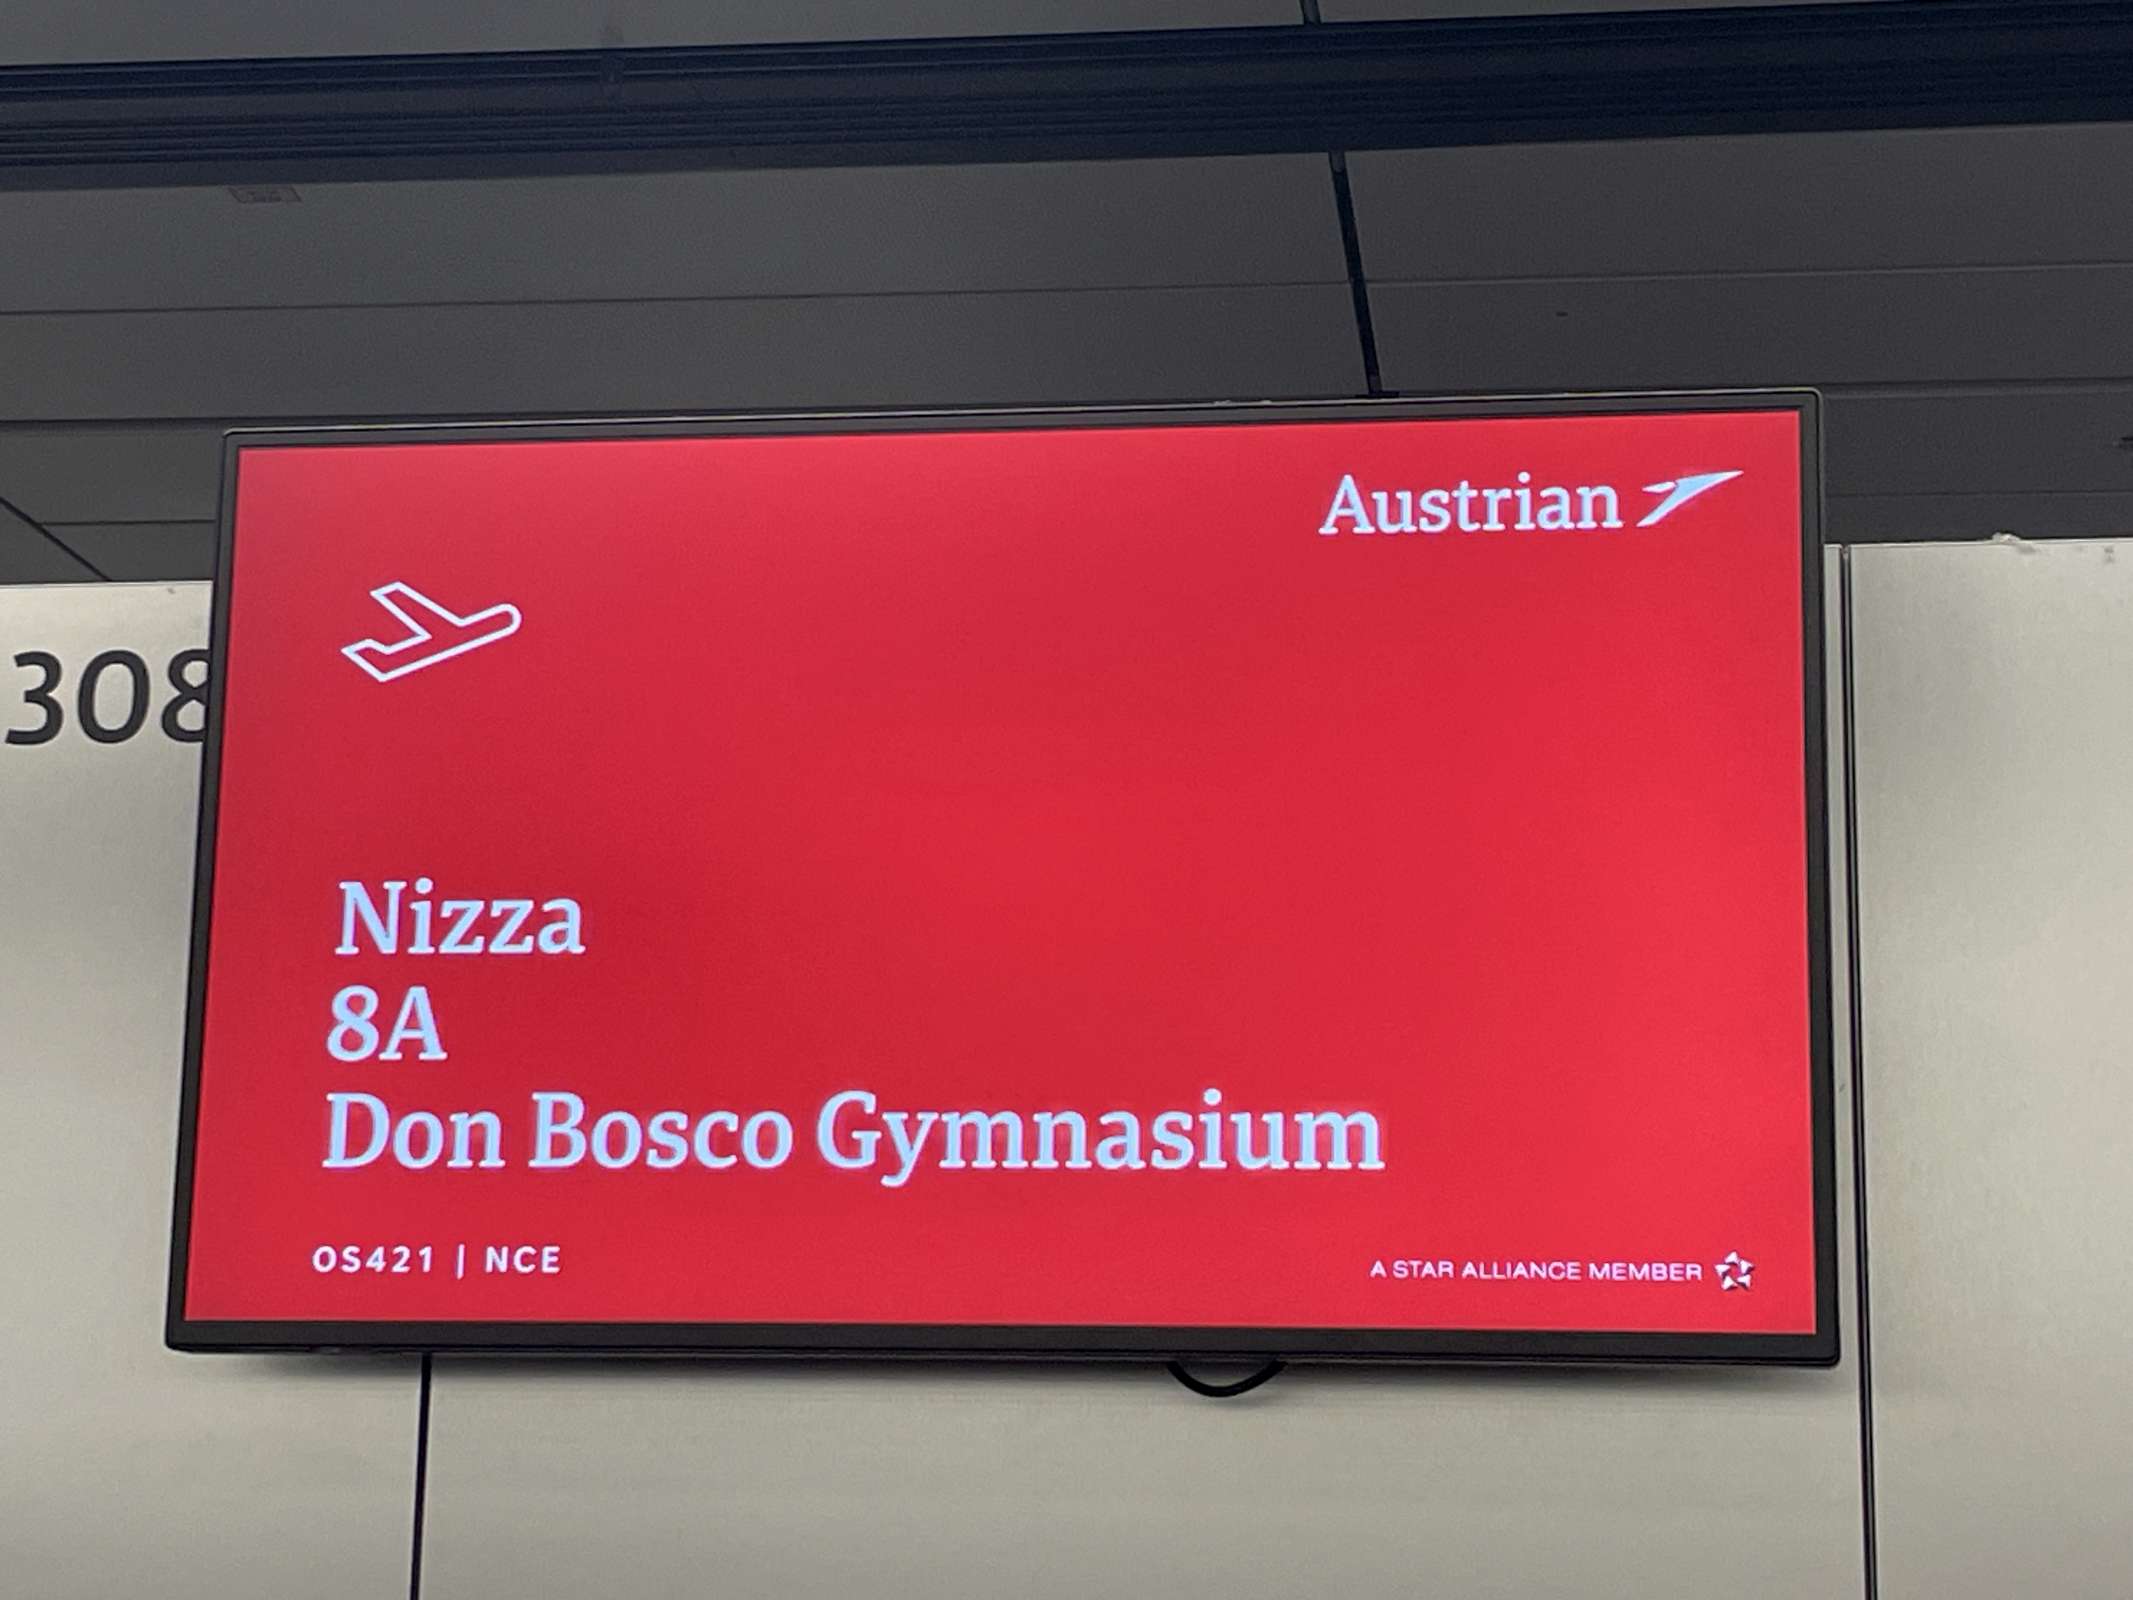 Austrian
308
Nizza
8A
Don Bosco Gymnasium
OS421 | NCE
A STAR ALLIANCE MEMBER